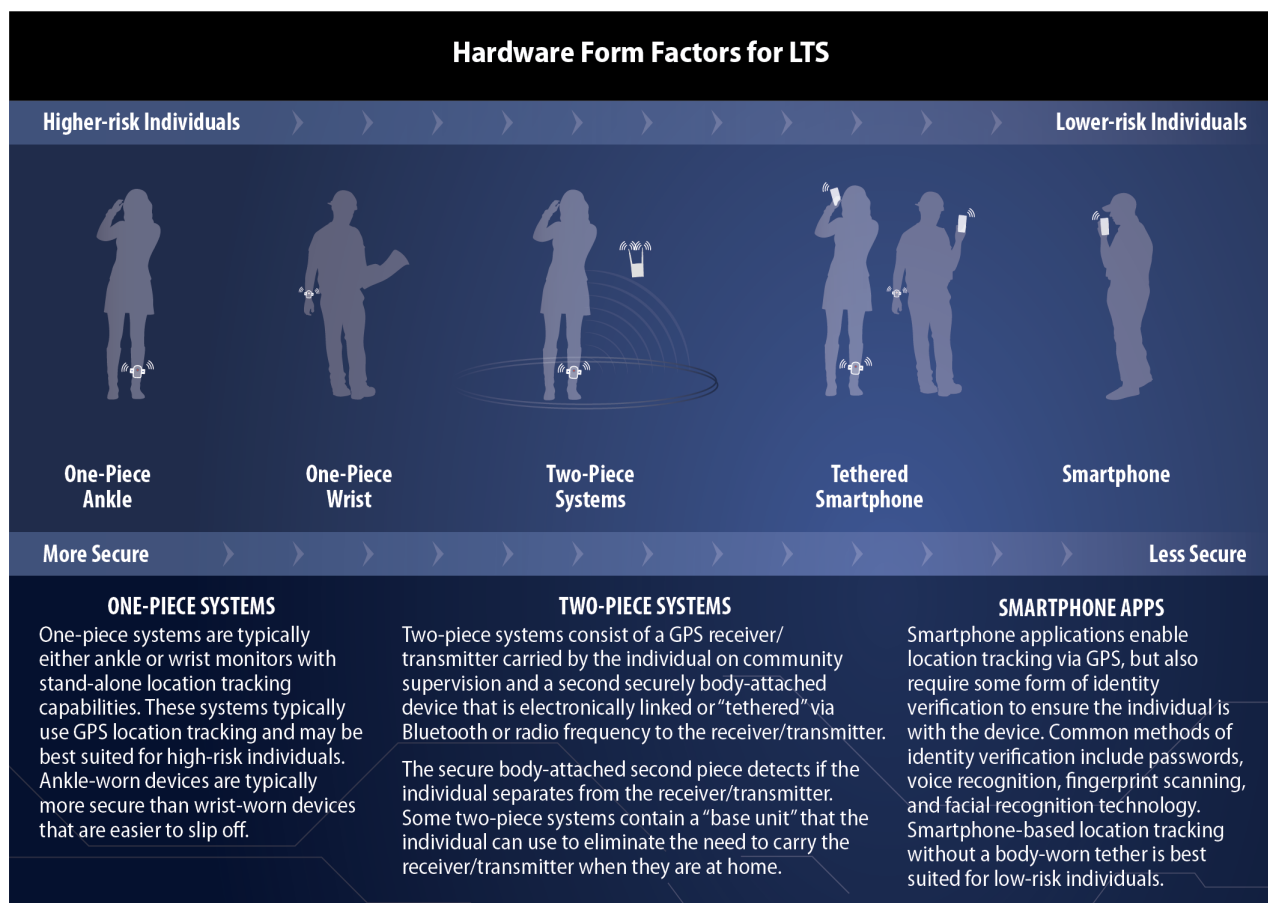 Hardware Form Factors for LTS
Higher-risk Individuals
Lower-risk Individuals
One-Piece
Ankle
One-Piece
Wrist
Two-Piece
Systems
Tethered
Smartphone
Smartphone
More Secure
Less Secure
ONE-PIECE SYSTEMS
One-piece systems are typically
either ankle or wrist monitors with
stand-alone location tracking
capabilities. These systems typically
use GPS location tracking and may be
best suited for high-risk individuals.
Ankle-worn devices are typically
more secure than wrist-worn devices
that are easier to slip off.
TWO-PIECE SYSTEMS
Two-piece systems consist of a GPS receiver/
transmitter carried by the individual on community
supervision and a second securely body-attached
device that is electronically linked or “tethered” via
Bluetooth or radio frequency to the receiver/transmitter.
The secure body-attached second piece detects if the
individual separates from the receiver/transmitter.
Some two-piece systems contain a “base unit” that the
individual can use to eliminate the need to carry the
receiver/transmitter when they are at home.
SMARTPHONE APPS
Smartphone applications enable
location tracking via GPS, but also
require some form of identity
verification to ensure the individual is
with the device. Common methods of
identity verification include passwords,
voice recognition, fingerprint scanning,
and facial recognition technology.
Smartphone-based location tracking
without a body-worn tether is best
suited for low-risk individuals.